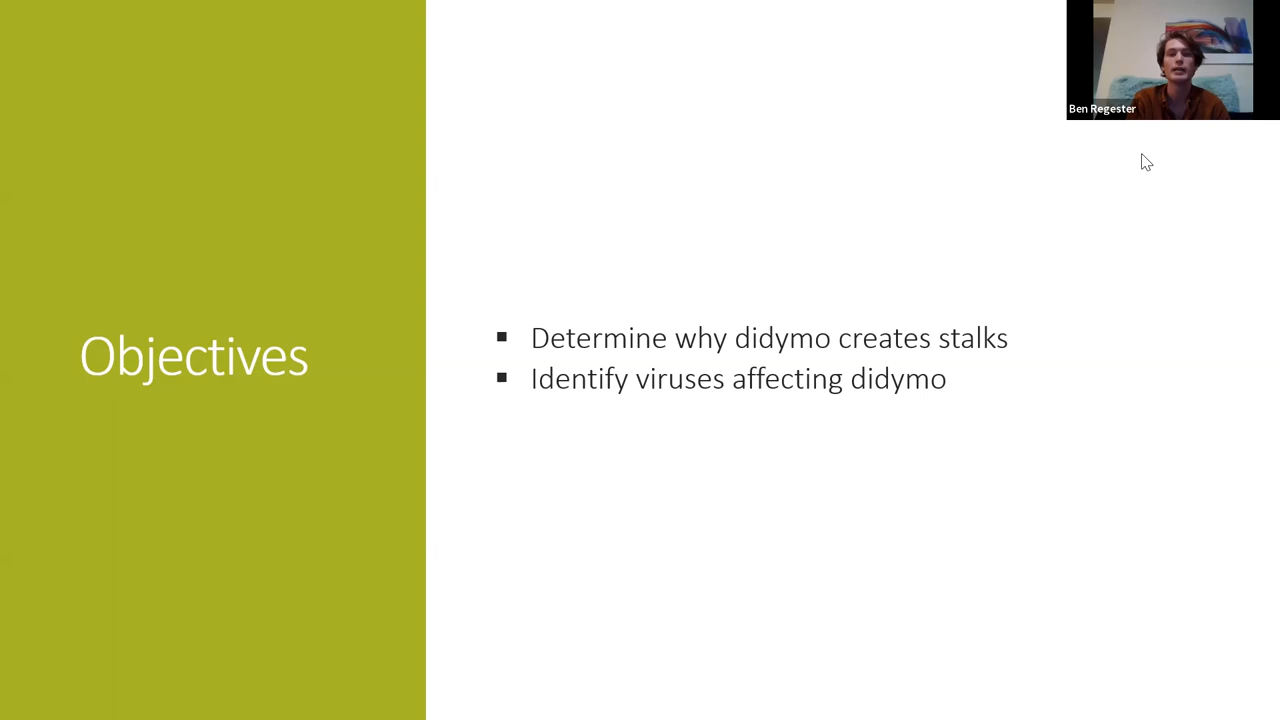 Ben Regester
Objectives
▪ Determine why didymo creates stalks
▪ Identify viruses affecting didymo